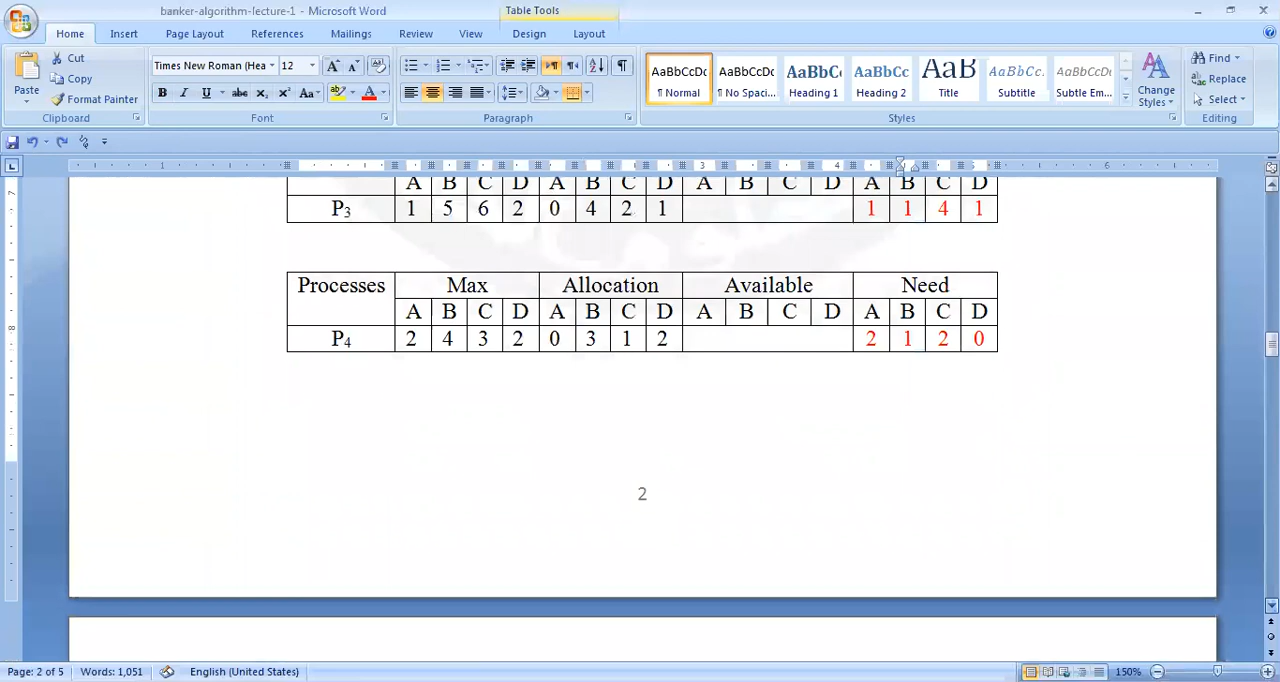 banker-algorithm-lecture-1 - Microsoft Word
Table Tools
Home Insert Page Layout References Mailings Review View Design Layout
Paste
Cut
Copy
Format Painter
Clipboard
Times New Roman (Hea 12
Font
Paragraph
AaBbCcDc AaBbCcDc AaBbC AaBbCc AaB AaBbCc. AaBbCcDc
¶ Normal ¶ No Spaci... Heading 1 Heading 2 Title Subtitle Subtle Em...
Change Styles
Styles
Find
Replace
Select
Editing
A B C D A B C D A B C D A B C D
P3 1 5 6 2 0 4 2 1 1 1 4 1
Processes Max Allocation Available Need
A B C D A B C D A B C D A B C D
P4 2 4 3 2 0 3 1 2 2 1 2 0
2
Page: 2 of 5 Words: 1,051 English (United States) 150%